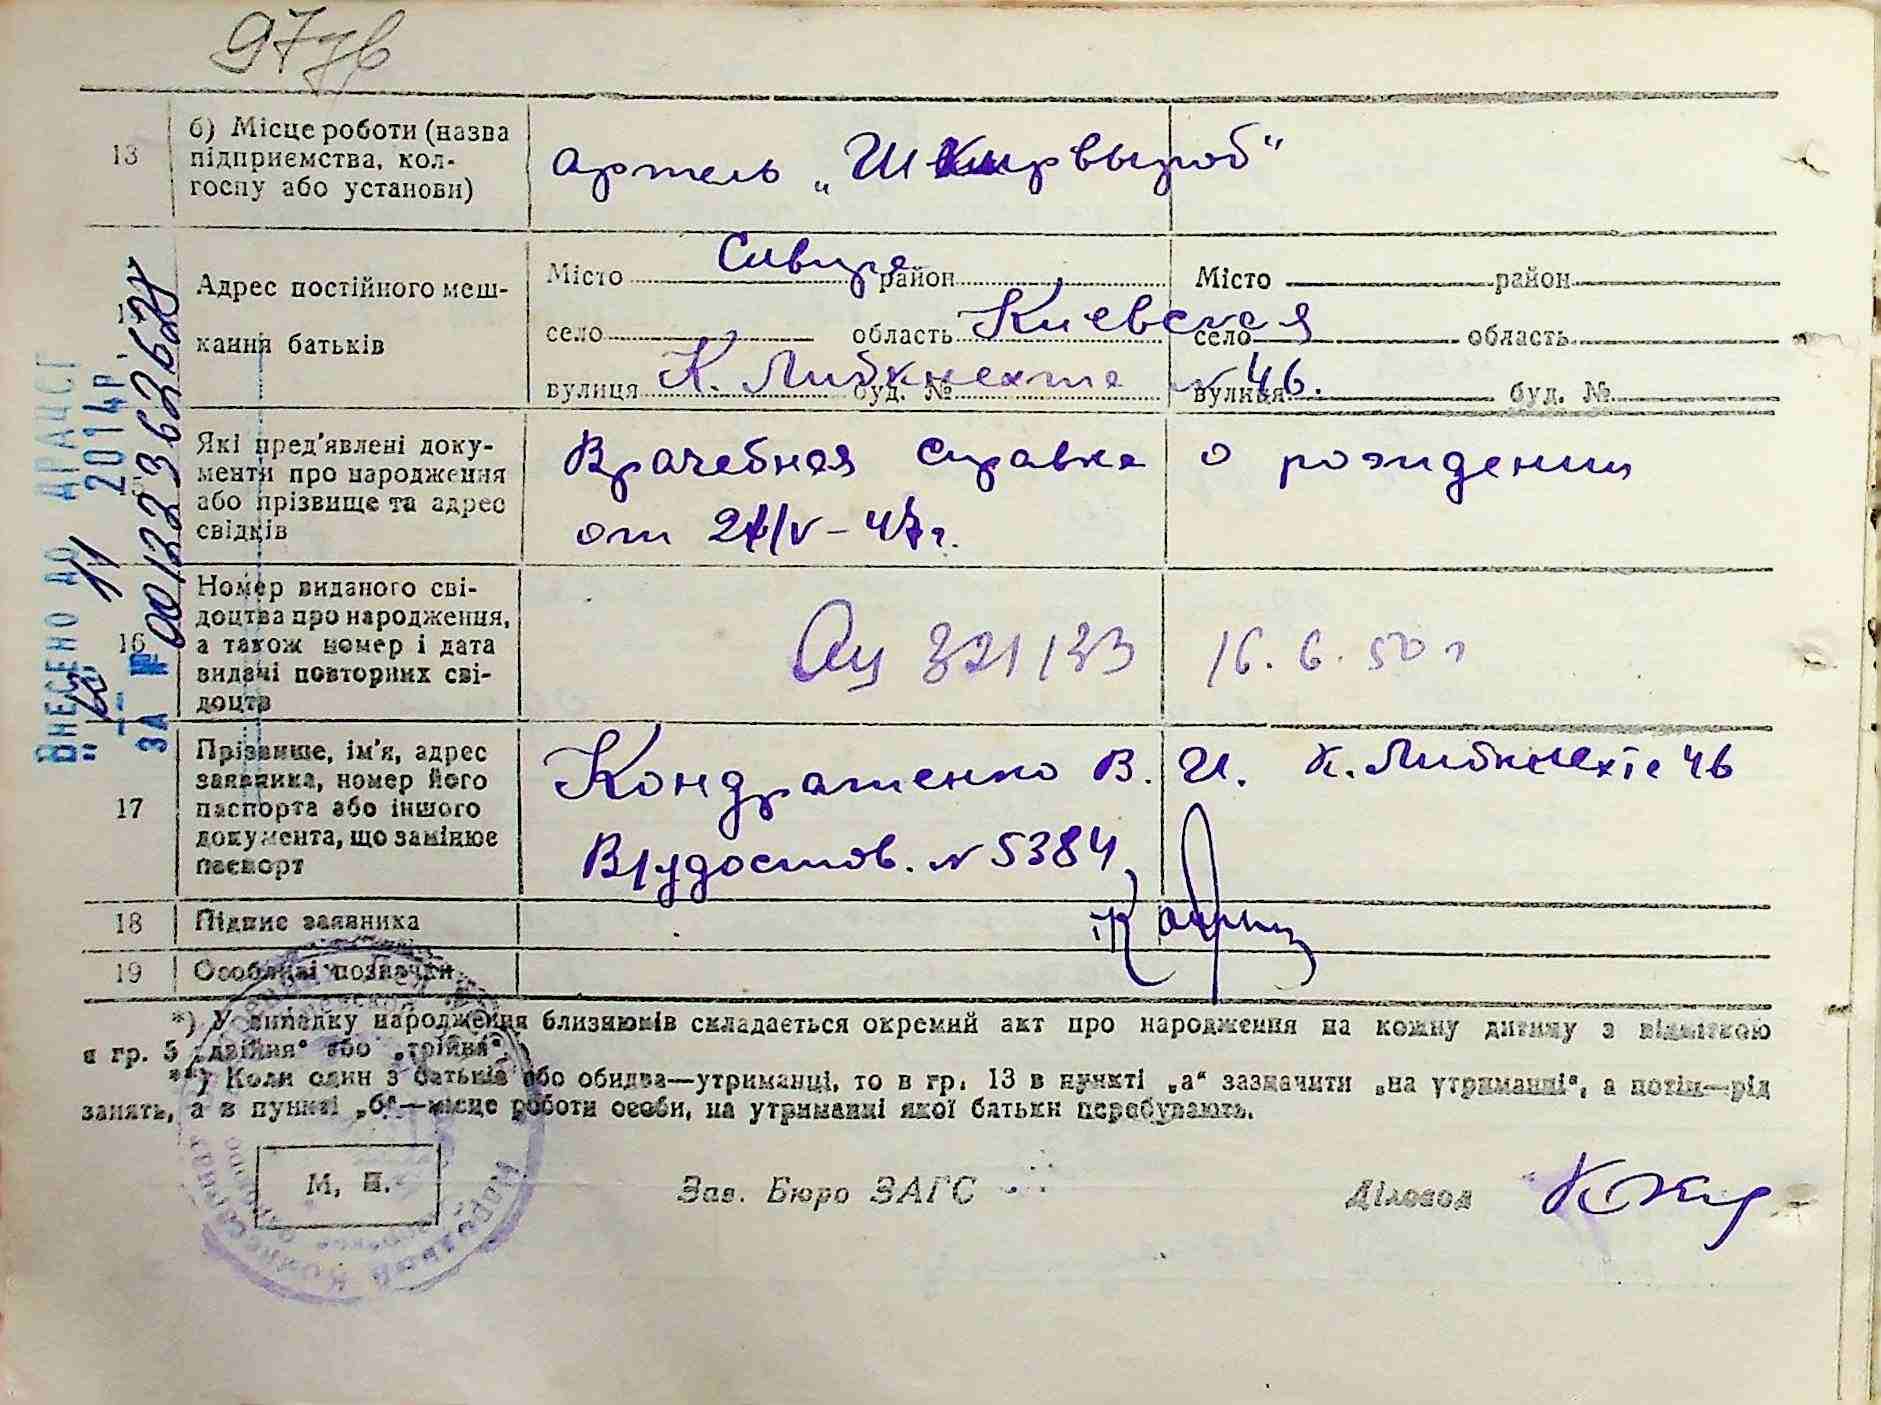 97зв
13
б) Місце роботи (назва
підприємства, кол-
госпу або установи)
артель „Шкирвыроб“
Адрес постійного меш-
кання батьків
Місто Сквира район
село область Киевская
вулиця К. Либкнехта буд. № № 46.
Місто район
село область
вулиця буд. №
Які пред'явлені доку-
менти про народження
або прізвище та адрес
свідків
Врачебная справка о рождении
от
16
Номер виданого сві-
доцтва про народження,
а також номер і дата
видачі повторних сві-
доцтв
321133 16.6.50 г
17
Прізвище, ім'я, адрес
заявника, номер його
паспорта або іншого
документа, що замінює
паспорт
Кондратенко В. И. К. Либкнехта 46
Вр удостов. № 5384
18
Підпис заявника
19
Особливі позначки
*) У випадку народження близнюків складається окремий акт про народження на кожну дитину з відміткою
в гр. 5 „двійня“ або „трійня“.
**) Коли один з батьків або обидва—утриманці, то в гр. 13 в пункті „а“ зазначити „на утриманні“, а потім—рід
занять, а в пункті „б“—місце роботи особи, на утриманні якої батьки перебувають.
М. П.
Зав. Бюро ЗАГС
Діловод
ВНЕСЕНО ДО ДРАЦСГ
11 2014 р.
ЗА № 00122362628